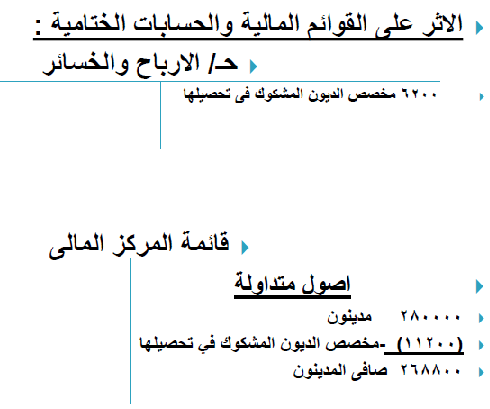 الاثر على القوائم المالية والحسابات الختامية :
حـ/ الارباح والخسائر
٦٢٠٠ مخصص الديون المشكوك فى تحصيلها
قائمة المركز المالى
اصول متداولة
٢٨٠٠٠٠ مدينون
(١١٢٠٠) -مخصص الديون المشكوك في تحصيلها
٢٦٨٨٠٠ صافى المدينون